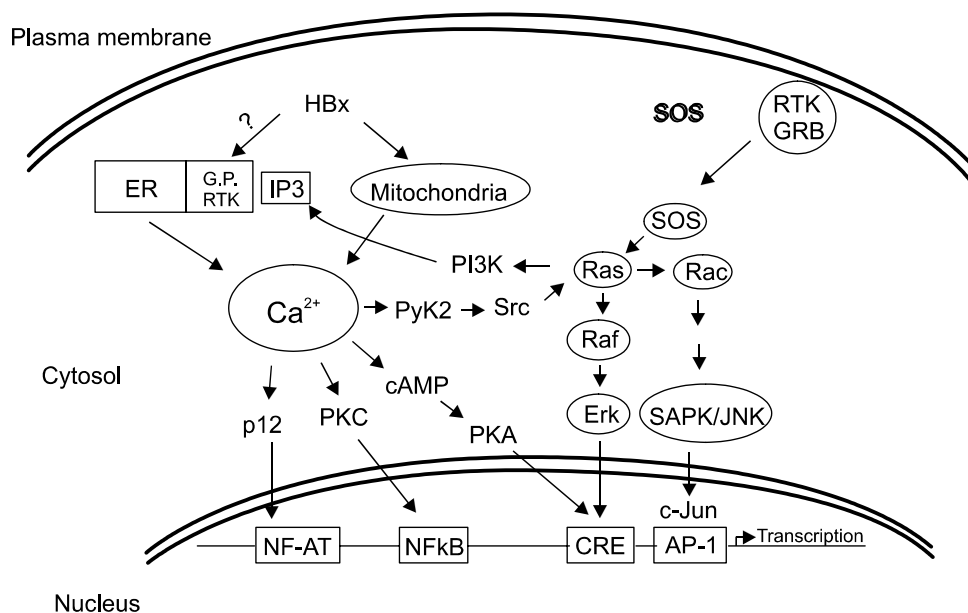 Plasma membrane
HBx
?
SOS
RTK
GRB
ER
G.P.
RTK
IP3
Mitochondria
SOS
PI3K
Ras
Rac
Ca2+
PyK2
Src
Raf
Cytosol
cAMP
p12
PKC
PKA
Erk
SAPK/JNK
c-Jun
NF-AT
NFkB
CRE
AP-1
Transcription
Nucleus